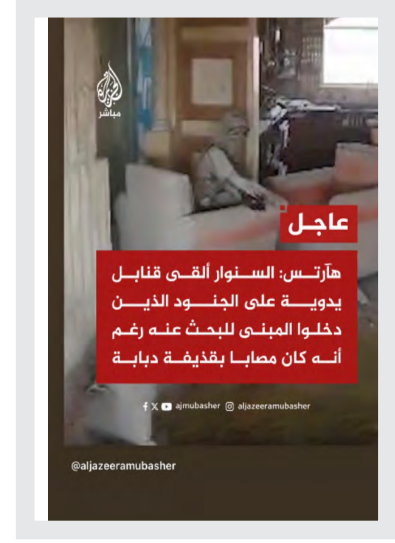 الجزيرة
مباشر
عاجل
هآرتس: السنوار ألقى قنابل
يدوية على الجنود الذين
دخلوا المبنى للبحث عنه رغم
أنه كان مصابا بقذيفة دبابة
ajmubasher aljazeeramubasher
@aljazeeramubasher